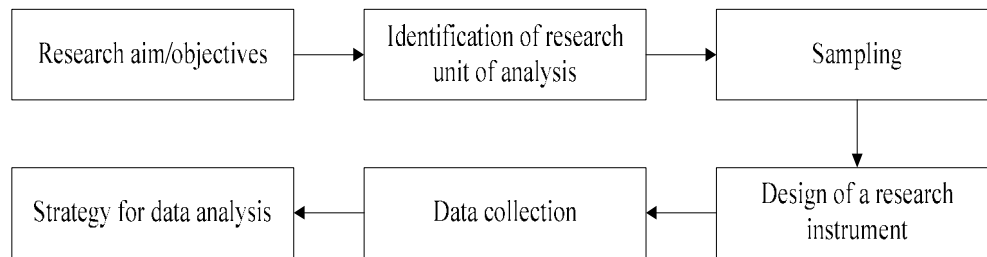 Research aim/objectives
Identification of research
unit of analysis
Sampling
Design of a research
instrument
Data collection
Strategy for data analysis